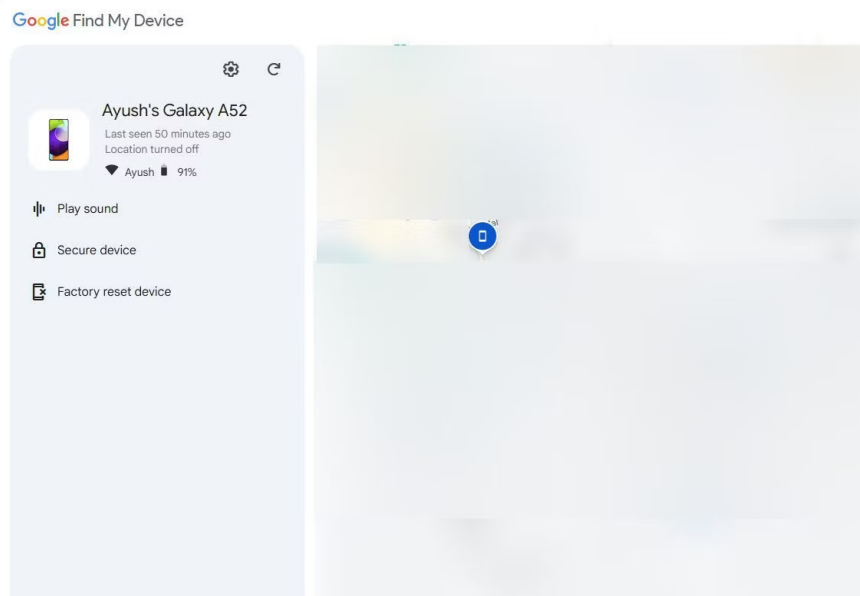 Google Find My Device
Ayush's Galaxy A52
Last seen 50 minutes ago
Location turned off
Ayush 91%
Play sound
Secure device
Factory reset device